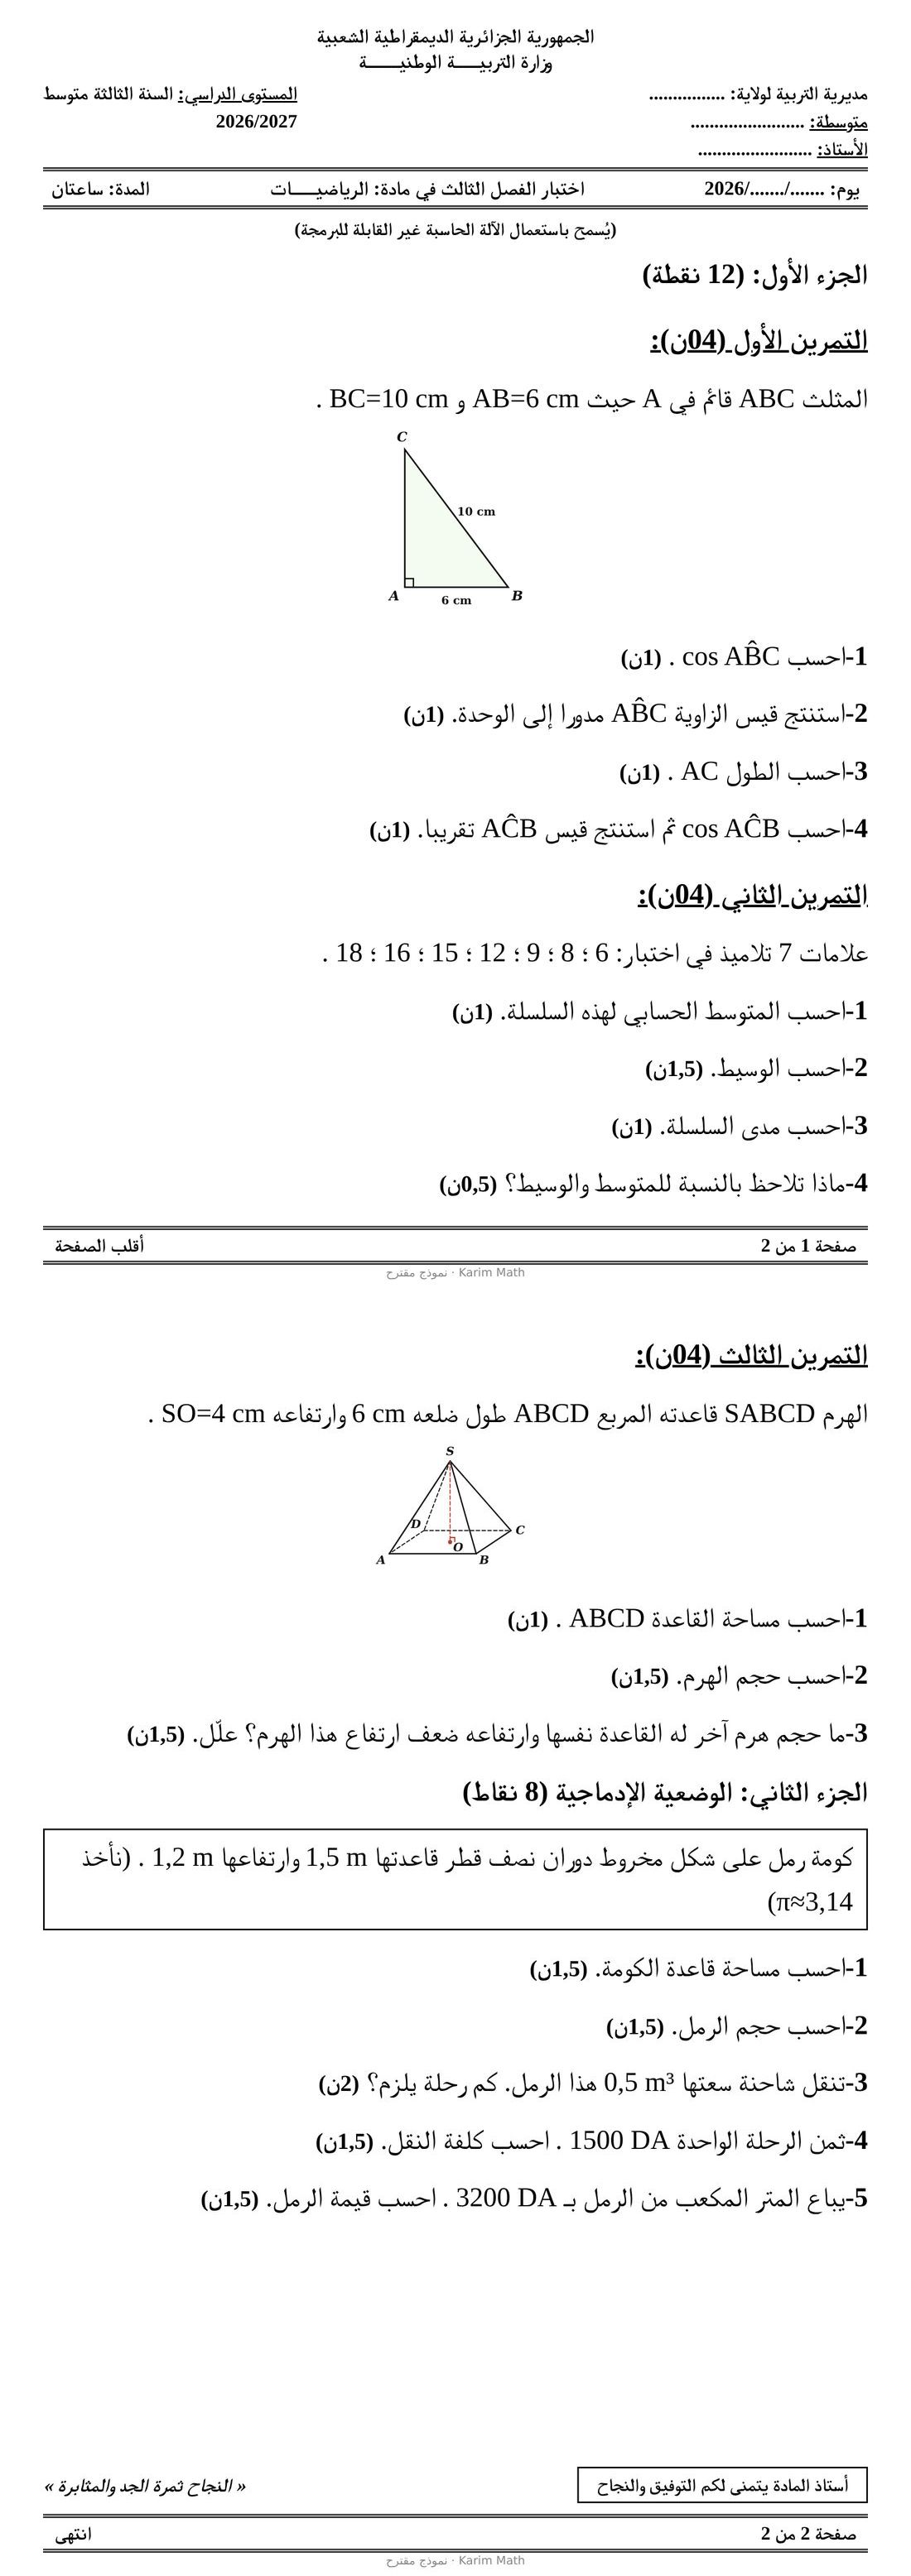 الجمهورية الجزائرية الديمقراطية الشعبية
وزارة التربيـــــة الوطنيـــــــة
مديرية التربية لولاية: ................
المستوى الدراسي: السنة الثالثة متوسط
متوسطة: ........................
2026/2027
الأستاذ: ........................
يوم: ......./......./2026
اختبار الفصل الثالث في مادة: الرياضيـــــات
المدة: ساعتان
(يُسمح باستعمال الآلة الحاسبة غير القابلة للبرمجة)
الجزء الأول: (12 نقطة)
التمرين الأول (04ن):
المثلث ABC قائم في A حيث AB=6 cm و BC=10 cm .
C
10 cm
A
6 cm
B
1-احسب cos AB̂C . (1ن)
2-استنتج قيس الزاوية AB̂C مدورا إلى الوحدة. (1ن)
3-احسب الطول AC . (1ن)
4-احسب cos AĈB ثم استنتج قيس AĈB تقريبا. (1ن)
التمرين الثاني (04ن):
علامات 7 تلاميذ في اختبار: 6 ؛ 8 ؛ 9 ؛ 12 ؛ 15 ؛ 16 ؛ 18 .
1-احسب المتوسط الحسابي لهذه السلسلة. (1ن)
2-احسب الوسيط. (1,5ن)
3-احسب مدى السلسلة. (1ن)
4-ماذا تلاحظ بالنسبة للمتوسط والوسيط؟ (0,5ن)
صفحة 1 من 2
أقلب الصفحة
Karim Math · نموذج مقترح
التمرين الثالث (04ن):
الهرم SABCD قاعدته المربع ABCD طول ضلعه 6 cm وارتفاعه SO=4 cm .
S
D
C
O
A
B
1-احسب مساحة القاعدة ABCD . (1ن)
2-احسب حجم الهرم. (1,5ن)
3-ما حجم هرم آخر له القاعدة نفسها وارتفاعه ضعف ارتفاع هذا الهرم؟ علّل. (1,5ن)
الجزء الثاني: الوضعية الإدماجية (8 نقاط)
كومة رمل على شكل مخروط دوران نصف قطر قاعدتها 1,5 m وارتفاعها 1,2 m . (نأخذ
π≈3,14)
1-احسب مساحة قاعدة الكومة. (1,5ن)
2-احسب حجم الرمل. (1,5ن)
3-تنقل شاحنة سعتها 0,5 m³ هذا الرمل. كم رحلة يلزم؟ (2ن)
4-ثمن الرحلة الواحدة 1500 DA . احسب كلفة النقل. (1,5ن)
5-يباع المتر المكعب من الرمل بـ 3200 DA . احسب قيمة الرمل. (1,5ن)
أستاذ المادة يتمنى لكم التوفيق والنجاح
« النجاح ثمرة الجد والمثابرة »
صفحة 2 من 2
انتهى
Karim Math · نموذج مقترح